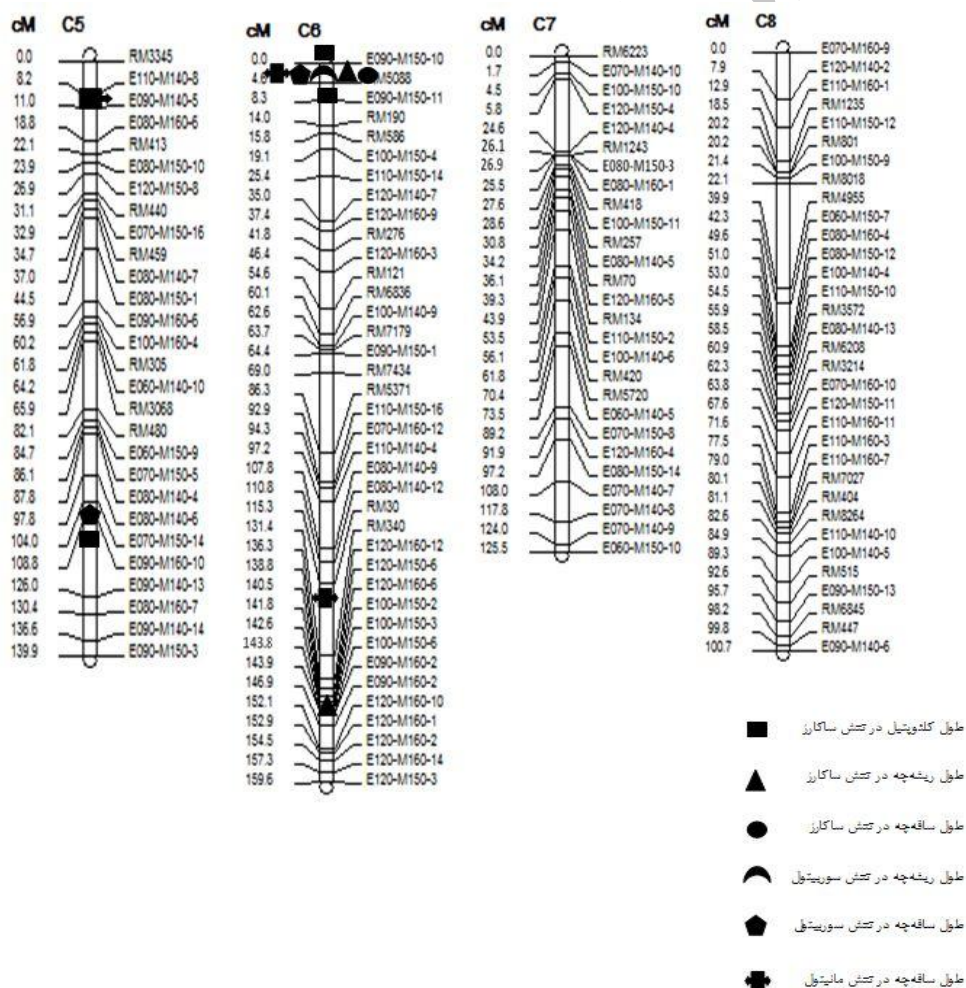 cM C5
0.0 RM3345
8.2 E110-M140-8
11.0 E090-M140-5
18.8 E080-M160-6
22.1 RM413
23.9 E080-M150-10
26.9 E120-M150-8
31.1 RM440
32.9 E070-M150-16
34.7 RM459
37.0 E080-M140-7
44.5 E080-M150-1
56.9 E090-M160-6
60.2 E100-M160-4
61.8 RM305
64.2 E060-M140-10
65.9 RM3068
82.1 RM480
84.7 E060-M150-9
86.1 E070-M150-5
87.8 E080-M140-4
97.8 E080-M140-6
104.0 E070-M150-14
108.8 E090-M160-10
126.0 E090-M140-13
130.4 E080-M160-7
136.6 E090-M140-14
139.9 E090-M150-3
cM C6
0.0 E090-M150-10
4.6 M5088
8.3 E090-M150-11
14.0 RM190
15.8 RM586
19.1 E100-M150-4
25.4 E110-M150-14
35.0 E120-M140-7
37.4 E120-M160-9
41.8 RM276
46.4 E120-M160-3
54.6 RM121
60.1 RM6836
62.6 E100-M140-9
63.7 RM7179
64.4 E090-M150-1
69.0 RM7434
86.3 RM5371
92.9 E110-M150-16
94.3 E070-M160-12
97.2 E110-M140-4
107.8 E080-M140-9
110.8 E080-M140-12
115.3 RM30
131.4 RM340
136.3 E120-M160-12
138.8 E120-M150-6
140.5 E120-M160-6
141.8 E100-M150-2
142.6 E100-M150-3
143.8 E100-M150-6
143.9 E090-M160-2
146.9 E090-M160-2
152.1 E120-M160-10
152.9 E120-M160-1
154.5 E120-M160-2
157.3 E120-M160-14
159.6 E120-M150-3
cM C7
0.0 RM6223
1.7 E070-M140-10
4.5 E100-M150-10
5.8 E120-M150-4
24.6 E120-M140-4
26.1 RM1243
26.9 E080-M150-3
25.5 E080-M160-1
27.6 RM418
28.6 E100-M150-11
30.8 RM257
34.2 E080-M140-5
36.1 RM70
39.3 E120-M160-5
43.9 RM134
53.5 E110-M150-2
56.1 E100-M140-6
61.8 RM420
70.4 RM5720
73.5 E060-M140-5
89.2 E070-M150-8
91.9 E120-M160-4
97.2 E080-M150-14
108.0 E070-M140-7
117.8 E070-M140-8
124.0 E070-M140-9
125.5 E060-M150-10
cM C8
0.0 E070-M160-9
7.9 E120-M140-2
12.9 E110-M160-1
18.5 RM1235
20.2 E110-M150-12
20.2 RM801
21.4 E100-M150-9
22.1 RM8018
39.9 RM4955
42.3 E060-M150-7
49.6 E080-M160-4
51.0 E080-M150-12
53.0 E100-M140-4
54.5 E110-M150-10
55.9 RM3572
58.5 E080-M140-13
60.9 RM6208
62.3 RM3214
63.8 E070-M160-10
67.6 E120-M150-11
71.6 E110-M160-11
77.5 E110-M160-3
79.0 E110-M160-7
80.1 RM7027
81.1 RM404
82.6 RM8264
84.9 E110-M140-10
89.3 E100-M140-5
92.6 RM515
95.7 E090-M150-13
98.2 RM6845
99.8 RM447
100.7 E090-M140-6
طول کلئوپتیل در تنش ساکارز
طول ریشه‌چه در تنش ساکارز
طول ساقه‌چه در تنش ساکارز
طول ریشه‌چه در تنش سوربیتول
طول ساقه‌چه در تنش سوربیتول
طول ساقه‌چه در تنش مانیتول